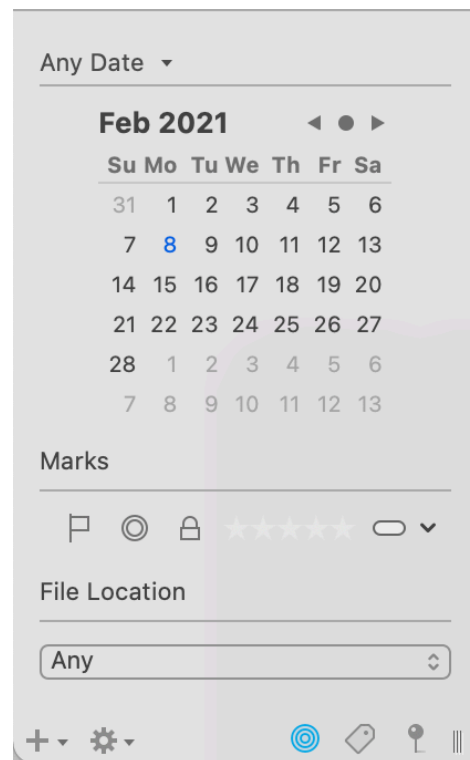 Any Date
Feb 2021
Su Mo Tu We Th Fr Sa
31 1 2 3 4 5 6
7 8 9 10 11 12 13
14 15 16 17 18 19 20
21 22 23 24 25 26 27
28 1 2 3 4 5 6
7 8 9 10 11 12 13
Marks
File Location
Any